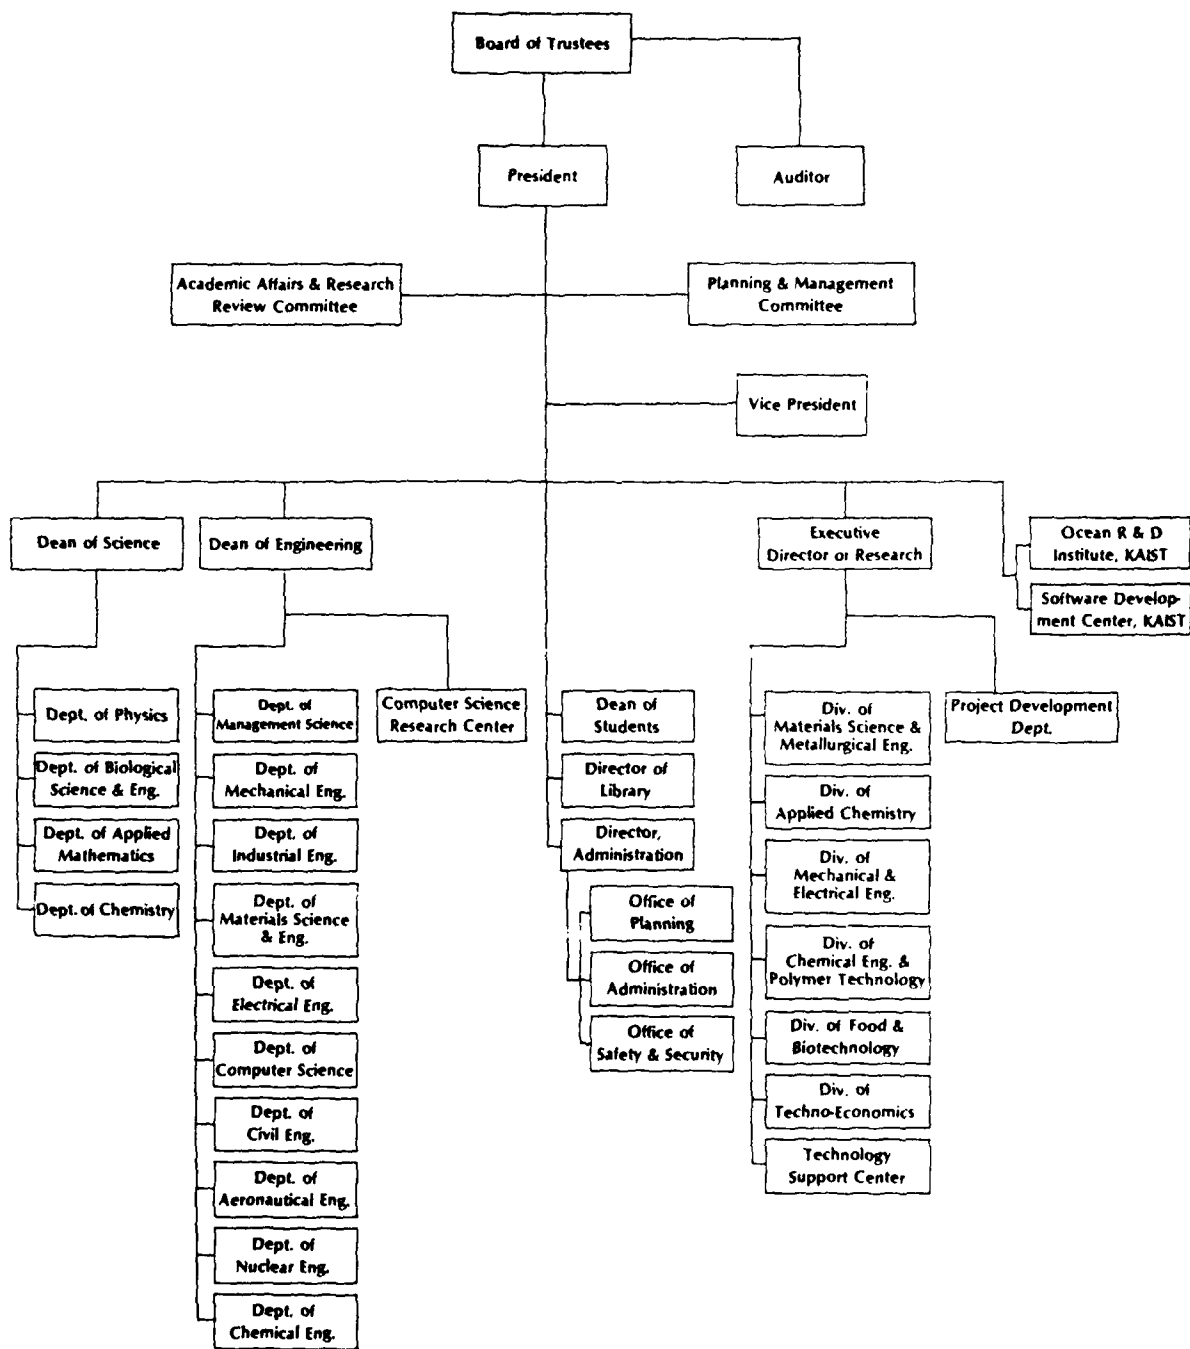 Board of Trustees
President
Auditor
Academic Affairs & Research
Review Committee
Planning & Management
Committee
Vice President
Dean of Science
Dean of Engineering
Executive
Director or Research
Ocean R & D
Institute, KAIST
Software Develop-
ment Center, KAIST
Dept. of Physics
Dept. of Biological
Science & Eng.
Dept. of Applied
Mathematics
Dept. of Chemistry
Dept. of
Management Science
Dept. of
Mechanical Eng.
Dept. of
Industrial Eng.
Dept. of
Materials Science
& Eng.
Dept. of
Electrical Eng.
Dept. of
Computer Science
Dept. of
Civil Eng.
Dept. of
Aeronautical Eng.
Dept. of
Nuclear Eng.
Dept. of
Chemical Eng.
Computer Science
Research Center
Dean of
Students
Director of
Library
Director,
Administration
Office of
Planning
Office of
Administration
Office of
Safety & Security
Div. of
Materials Science &
Metallurgical Eng.
Div. of
Applied Chemistry
Div. of
Mechanical &
Electrical Eng.
Div. of
Chemical Eng. &
Polymer Technology
Div. of Food &
Biotechnology
Div. of
Techno-Economics
Technology
Support Center
Project Development
Dept.